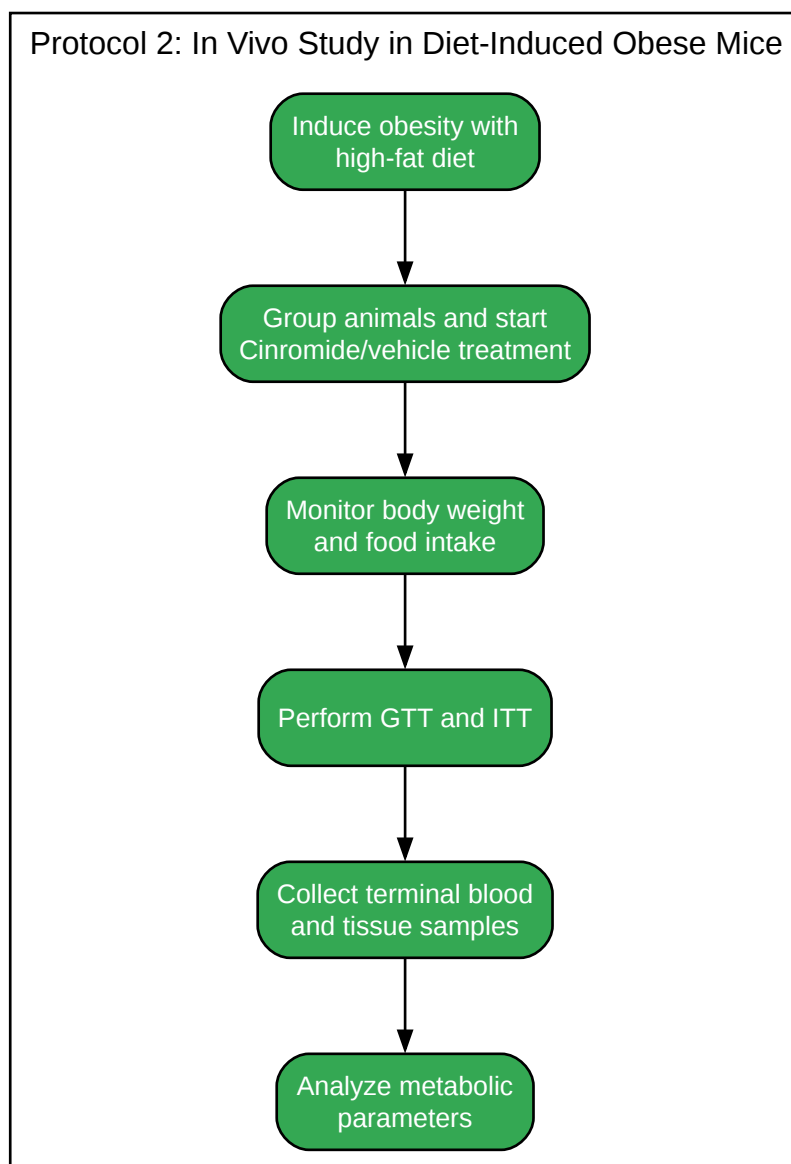 Protocol 2: In Vivo Study in Diet-Induced Obese Mice
Induce obesity with
high-fat diet
Group animals and start
Cinromide/vehicle treatment
Monitor body weight
and food intake
Perform GTT and ITT
Collect terminal blood
and tissue samples
Analyze metabolic
parameters